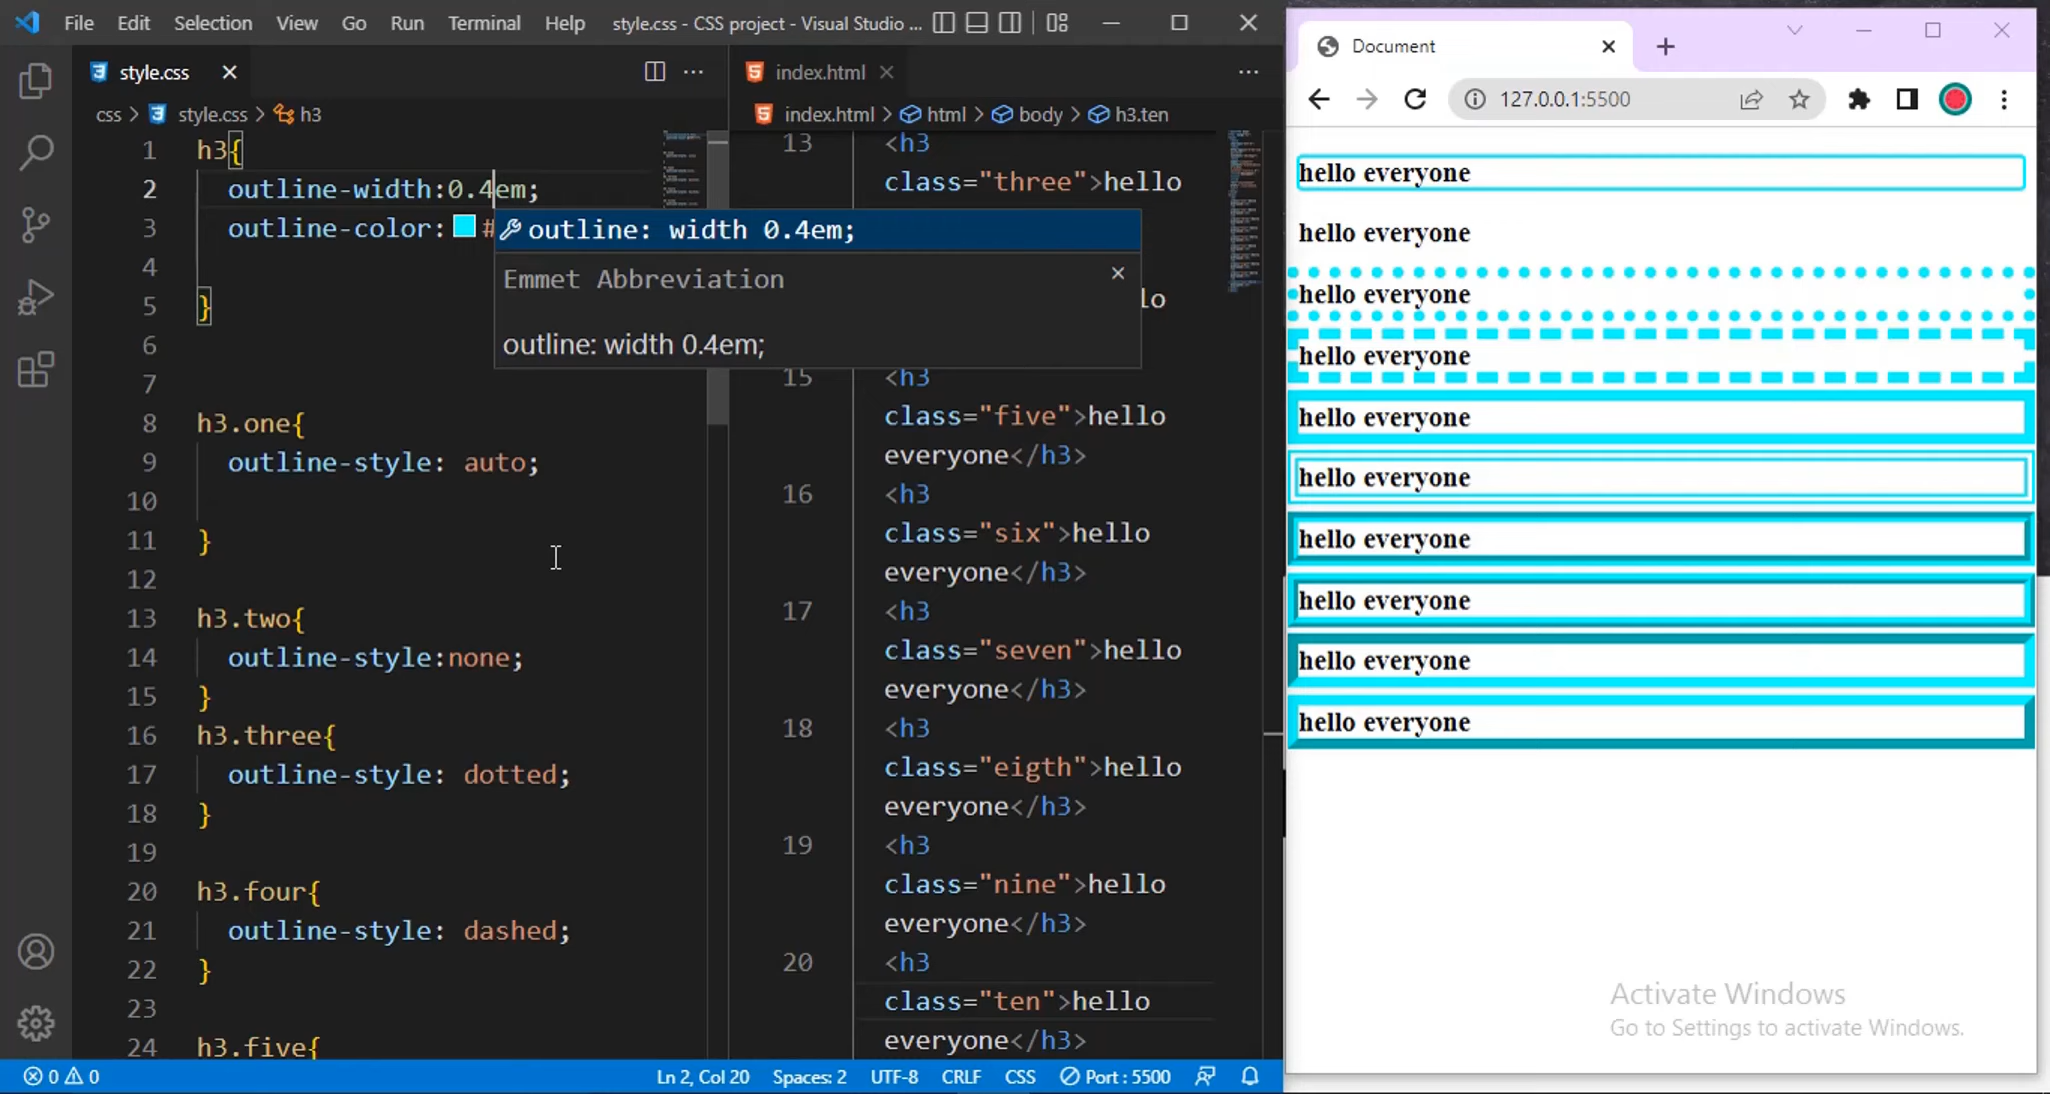 File Edit Selection View Go Run Terminal Help style.css - CSS project - Visual Studio ...
style.css
css > style.css > h3
1 h3{
2 outline-width:0.4em;
3 outline-color: #
4
5 }
6
7
8 h3.one{
9 outline-style: auto;
10
11 }
12
13 h3.two{
14 outline-style:none;
15 }
16 h3.three{
17 outline-style: dotted;
18 }
19
20 h3.four{
21 outline-style: dashed;
22 }
23
24 h3.five{
outline: width 0.4em;
Emmet Abbreviation
outline: width 0.4em;
index.html
index.html > html > body > h3.ten
13 <h3
class="three">hello
lo
15 <h3
class="five">hello
everyone</h3>
16 <h3
class="six">hello
everyone</h3>
17 <h3
class="seven">hello
everyone</h3>
18 <h3
class="eigth">hello
everyone</h3>
19 <h3
class="nine">hello
everyone</h3>
20 <h3
class="ten">hello
everyone</h3>
0 0 Ln 2, Col 20 Spaces: 2 UTF-8 CRLF CSS Port : 5500
Document
127.0.0.1:5500
hello everyone
hello everyone
hello everyone
hello everyone
hello everyone
hello everyone
hello everyone
hello everyone
hello everyone
hello everyone
Activate Windows
Go to Settings to activate Windows.